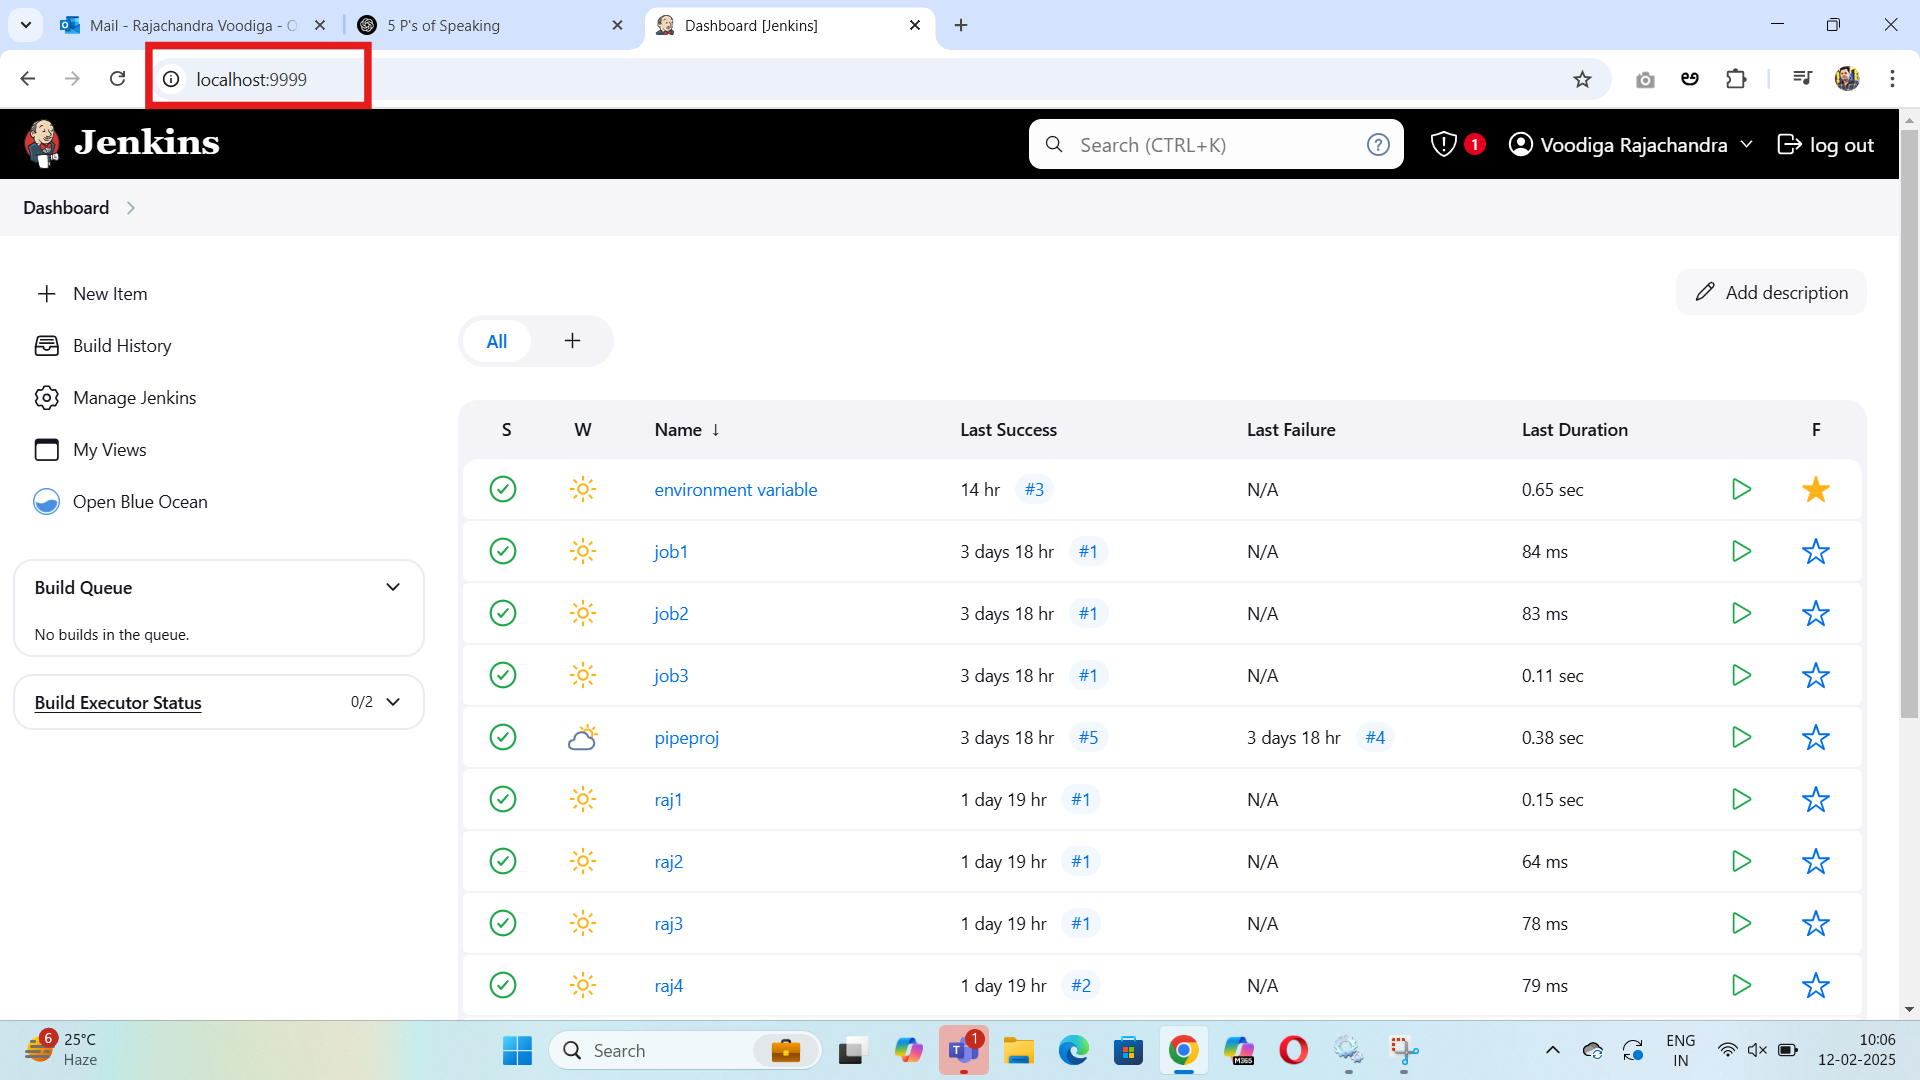 Mail - Rajachandra Voodiga - O
5 P's of Speaking
Dashboard [Jenkins]
localhost:9999
Jenkins
Search (CTRL+K)
?
1
Voodiga Rajachandra
log out
Dashboard
New Item
Build History
Manage Jenkins
My Views
Open Blue Ocean
Build Queue
No builds in the queue.
Build Executor Status 0/2
Add description
All +
S W Name ↓ Last Success Last Failure Last Duration F
environment variable 14 hr #3 N/A 0.65 sec
job1 3 days 18 hr #1 N/A 84 ms
job2 3 days 18 hr #1 N/A 83 ms
job3 3 days 18 hr #1 N/A 0.11 sec
pipeproj 3 days 18 hr #5 3 days 18 hr #4 0.38 sec
raj1 1 day 19 hr #1 N/A 0.15 sec
raj2 1 day 19 hr #1 N/A 64 ms
raj3 1 day 19 hr #1 N/A 78 ms
raj4 1 day 19 hr #2 N/A 79 ms
6
25°C
Haze
Search
1
M365
ENG
IN
10:06
12-02-2025